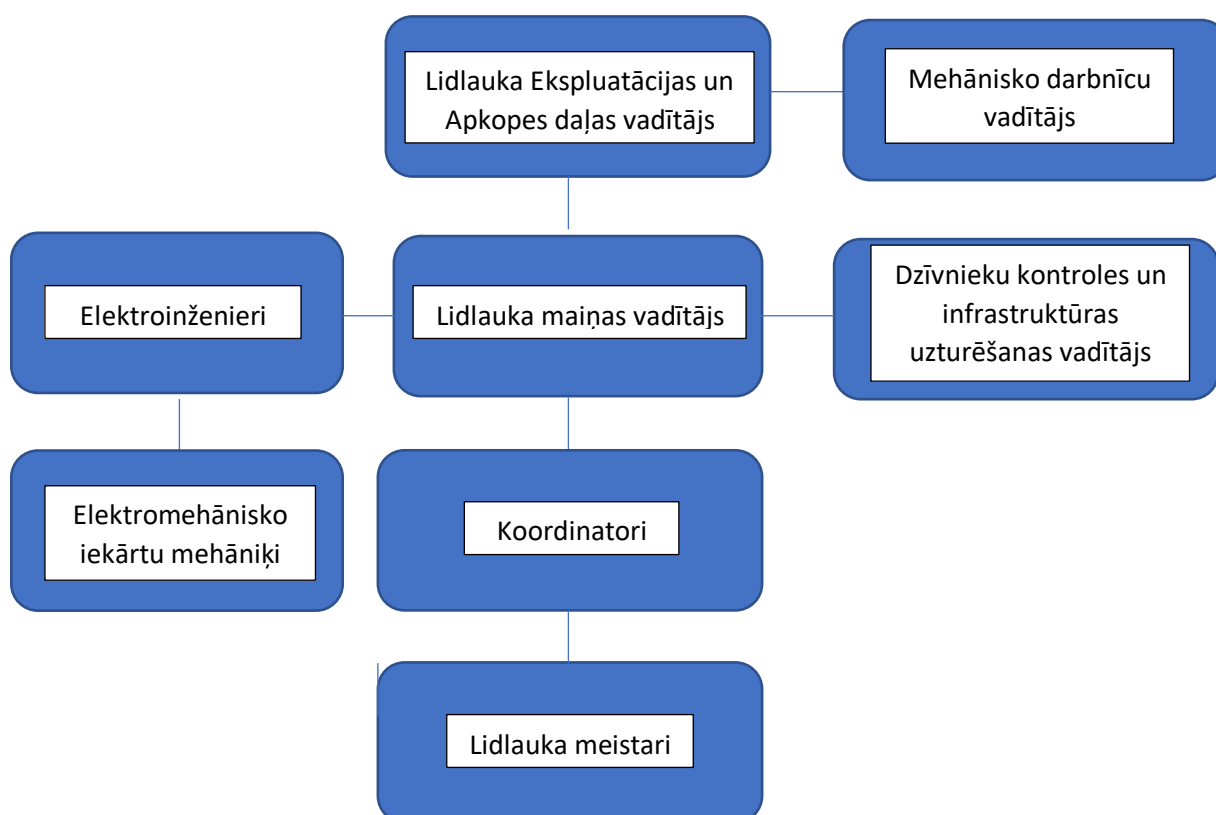 Lidlauka Ekspluatācijas un
Apkopes daļas vadītājs
Mehānisko darbnīcu
vadītājs
Elektroinženieri
Lidlauka maiņas vadītājs
Dzīvnieku kontroles un
infrastruktūras
uzturēšanas vadītājs
Elektromehānisko
iekārtu mehāniķi
Koordinatori
Lidlauka meistari